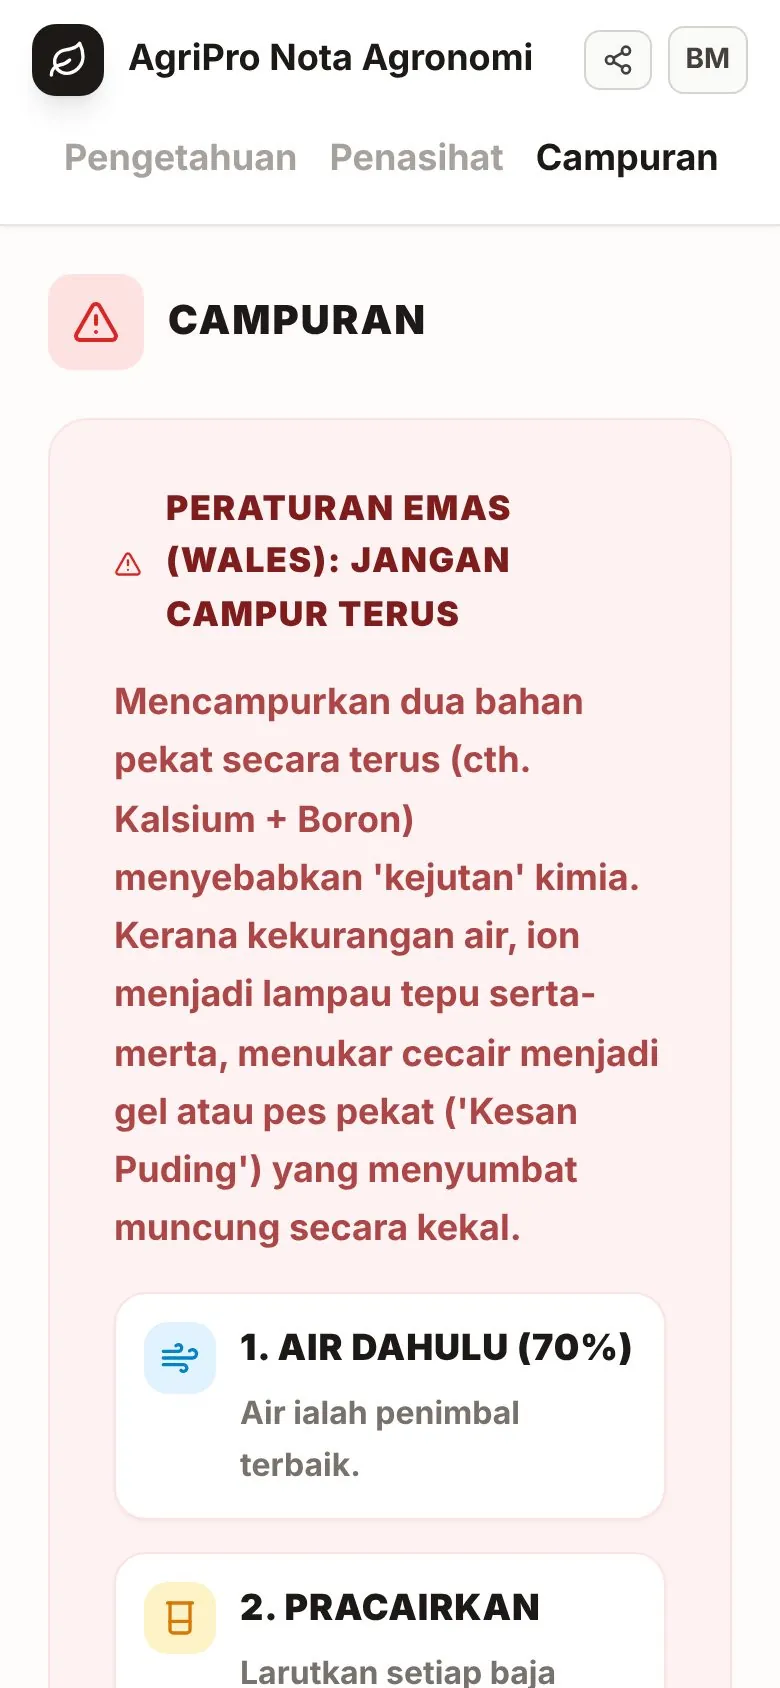 AgriPro Nota Agronomi
BM
Pengetahuan Penasihat Campuran
CAMPURAN
PERATURAN EMAS
(WALES): JANGAN
CAMPUR TERUS
Mencampurkan dua bahan
pekat secara terus (cth.
Kalsium + Boron)
menyebabkan 'kejutan' kimia.
Kerana kekurangan air, ion
menjadi lampau tepu serta-
merta, menukar cecair menjadi
gel atau pes pekat ('Kesan
Puding') yang menyumbat
muncung secara kekal.
1. AIR DAHULU (70%)
Air ialah penimbal
terbaik.
2. PRACAIRKAN
Larutkan setiap baja